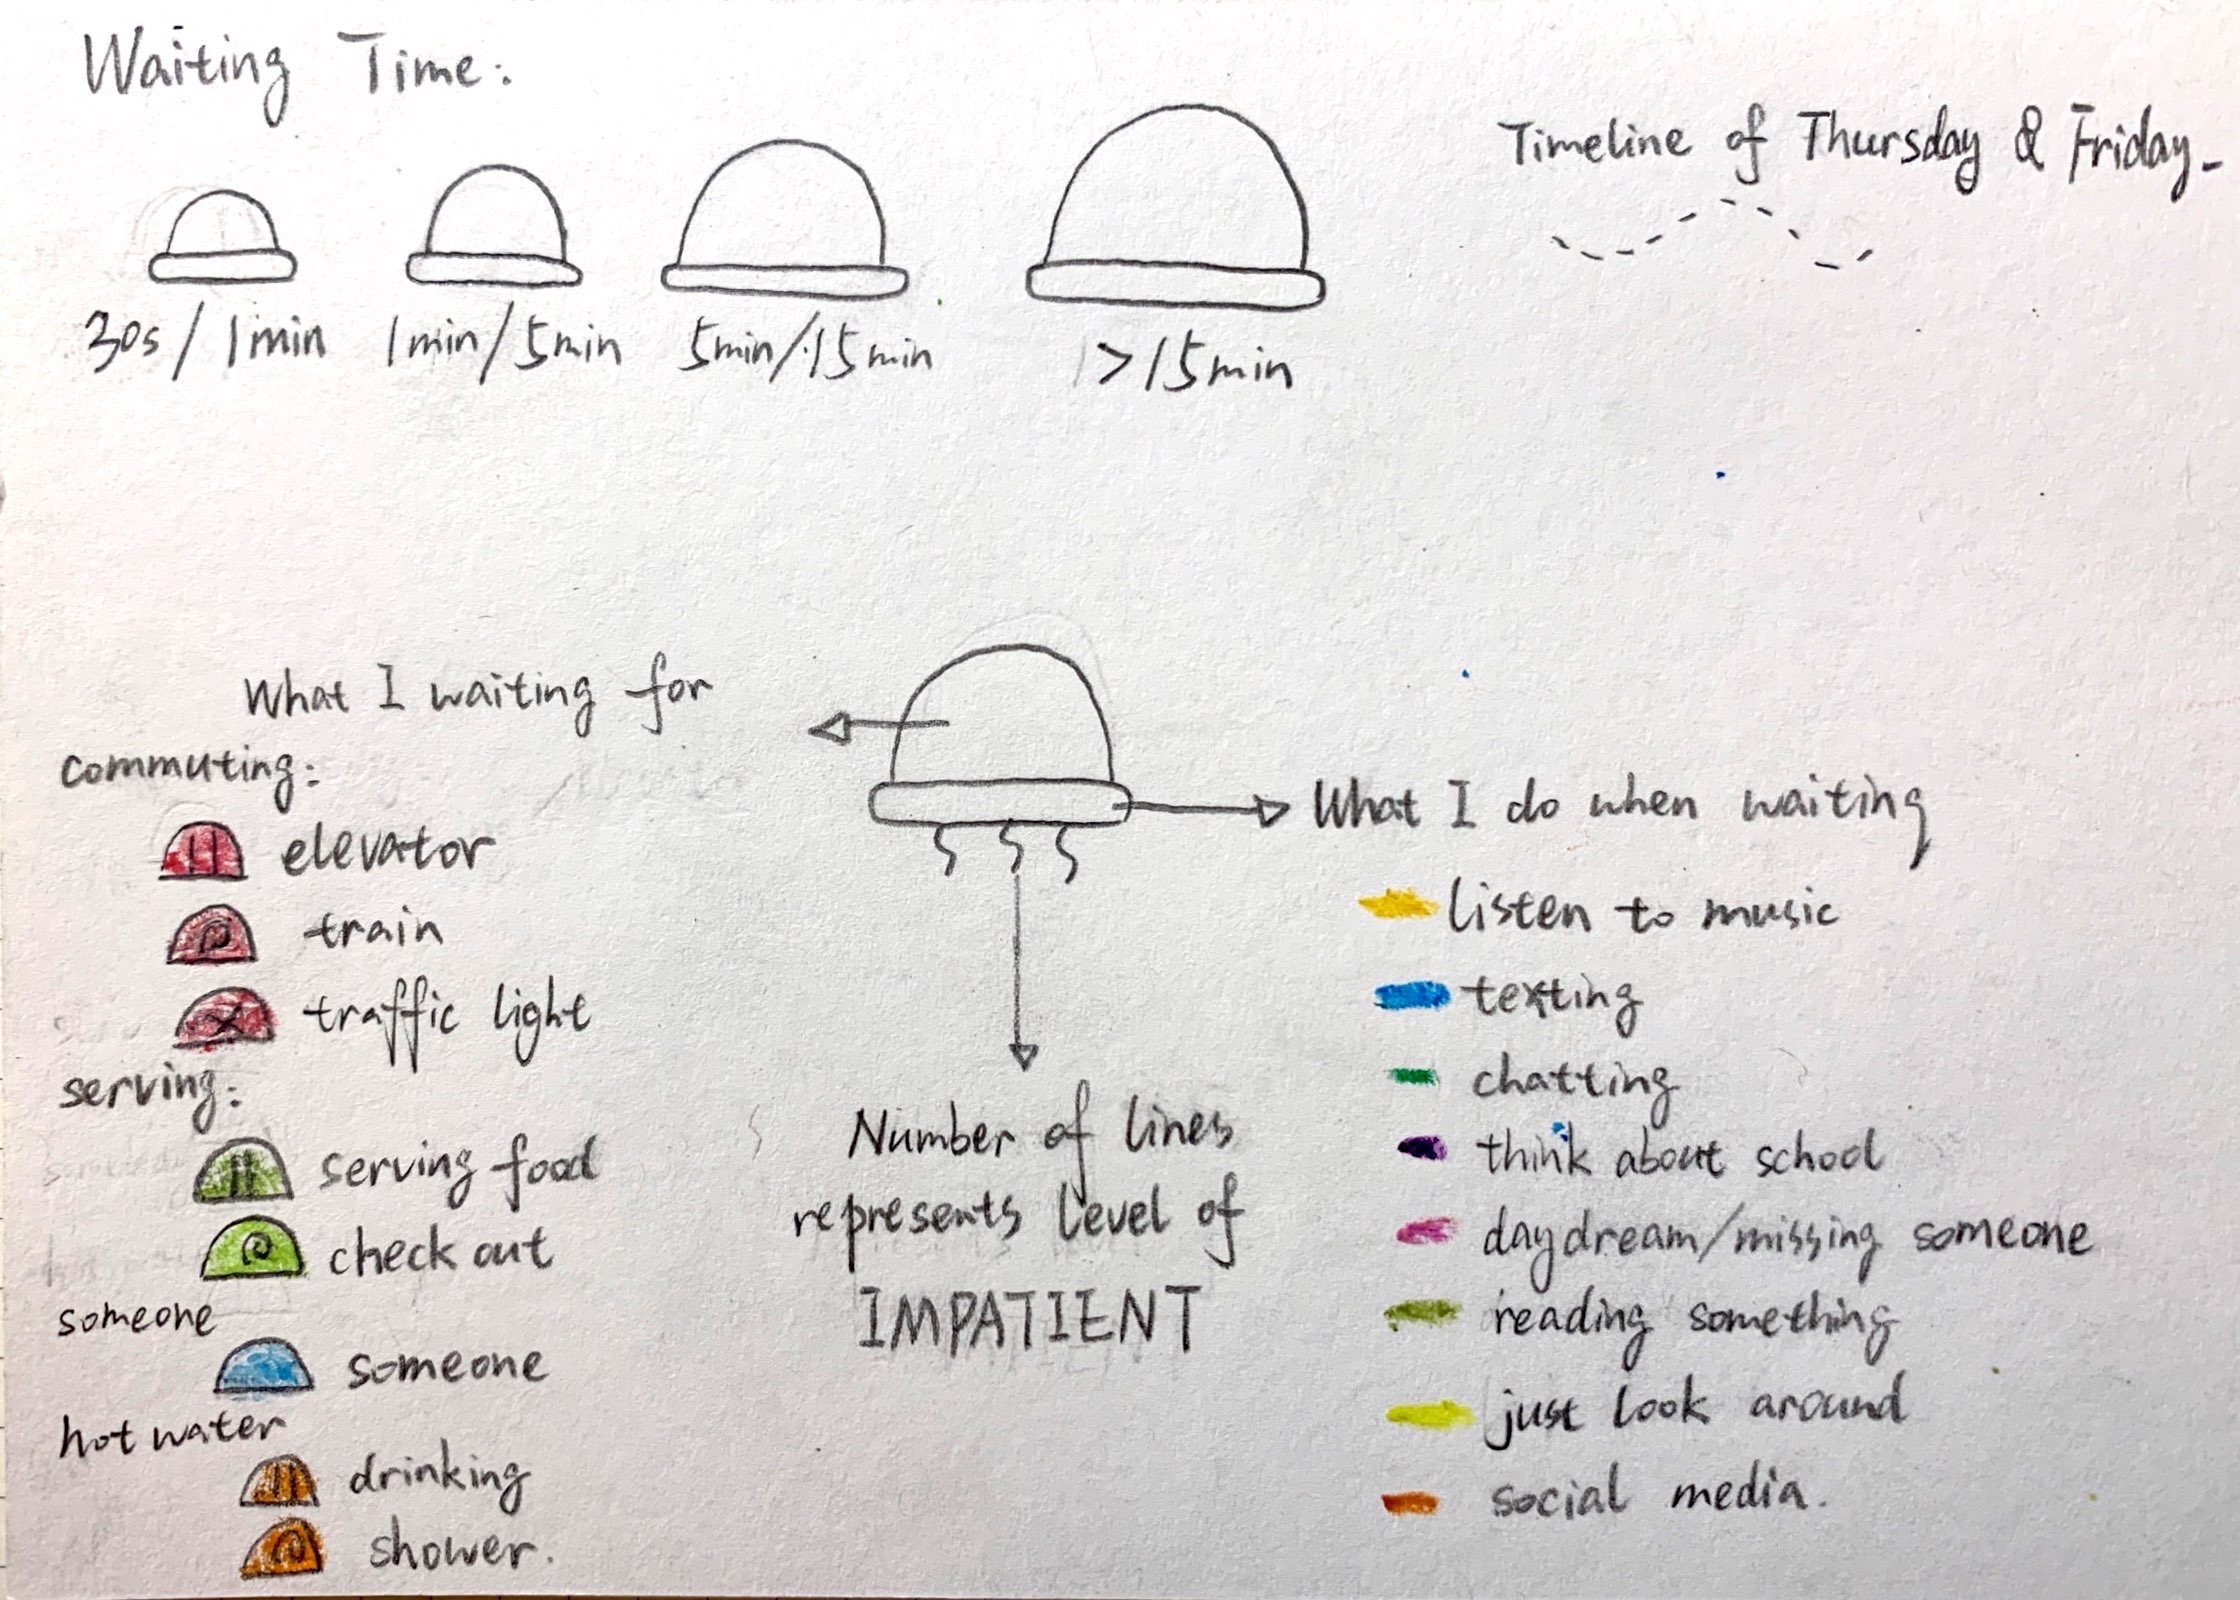 Waiting Time:
Timeline of Thursday & Friday-
30s / 1min
1min/5min
5min/15min
>15min
What I waiting for
commuting:
elevator
train
traffic light
serving:
serving food
check out
someone
someone
hot water
drinking
shower.
Number of lines
represents level of
IMPATIENT
What I do when waiting
listen to music
texting
chatting
think about school
daydream/missing someone
reading something
just look around
social media.